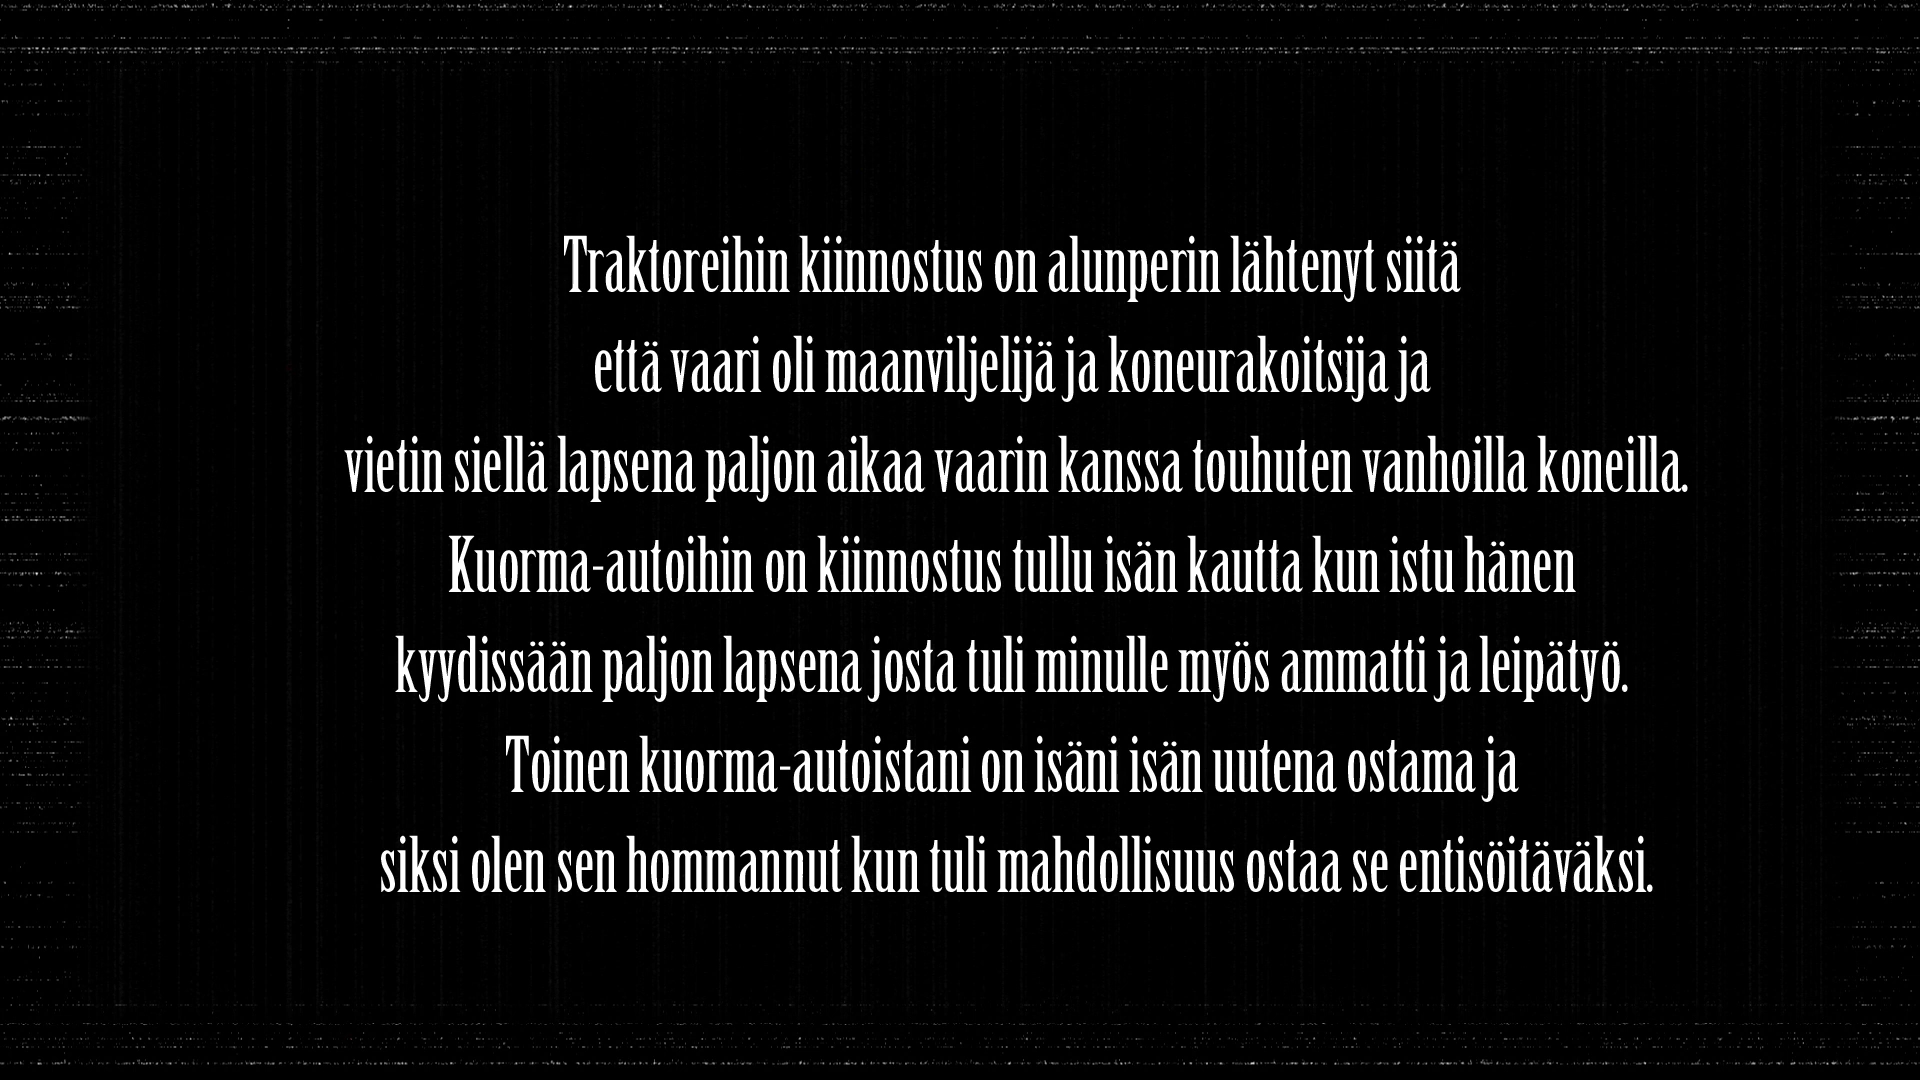 Traktoreihin kiinnostus on alunperin lähtenyt siitä
että vaari oli maanviljelijä ja koneurakoitsija ja
vietin siellä lapsena paljon aikaa vaarin kanssa touhuten vanhoilla koneilla.
Kuorma-autoihin on kiinnostus tullu isän kautta kun istu hänen
kyydissään paljon lapsena josta tuli minulle myös ammatti ja leipätyö.
Toinen kuorma-autoistani on isäni isän uutena ostama ja
siksi olen sen hommannut kun tuli mahdollisuus ostaa se entisöitäväksi.